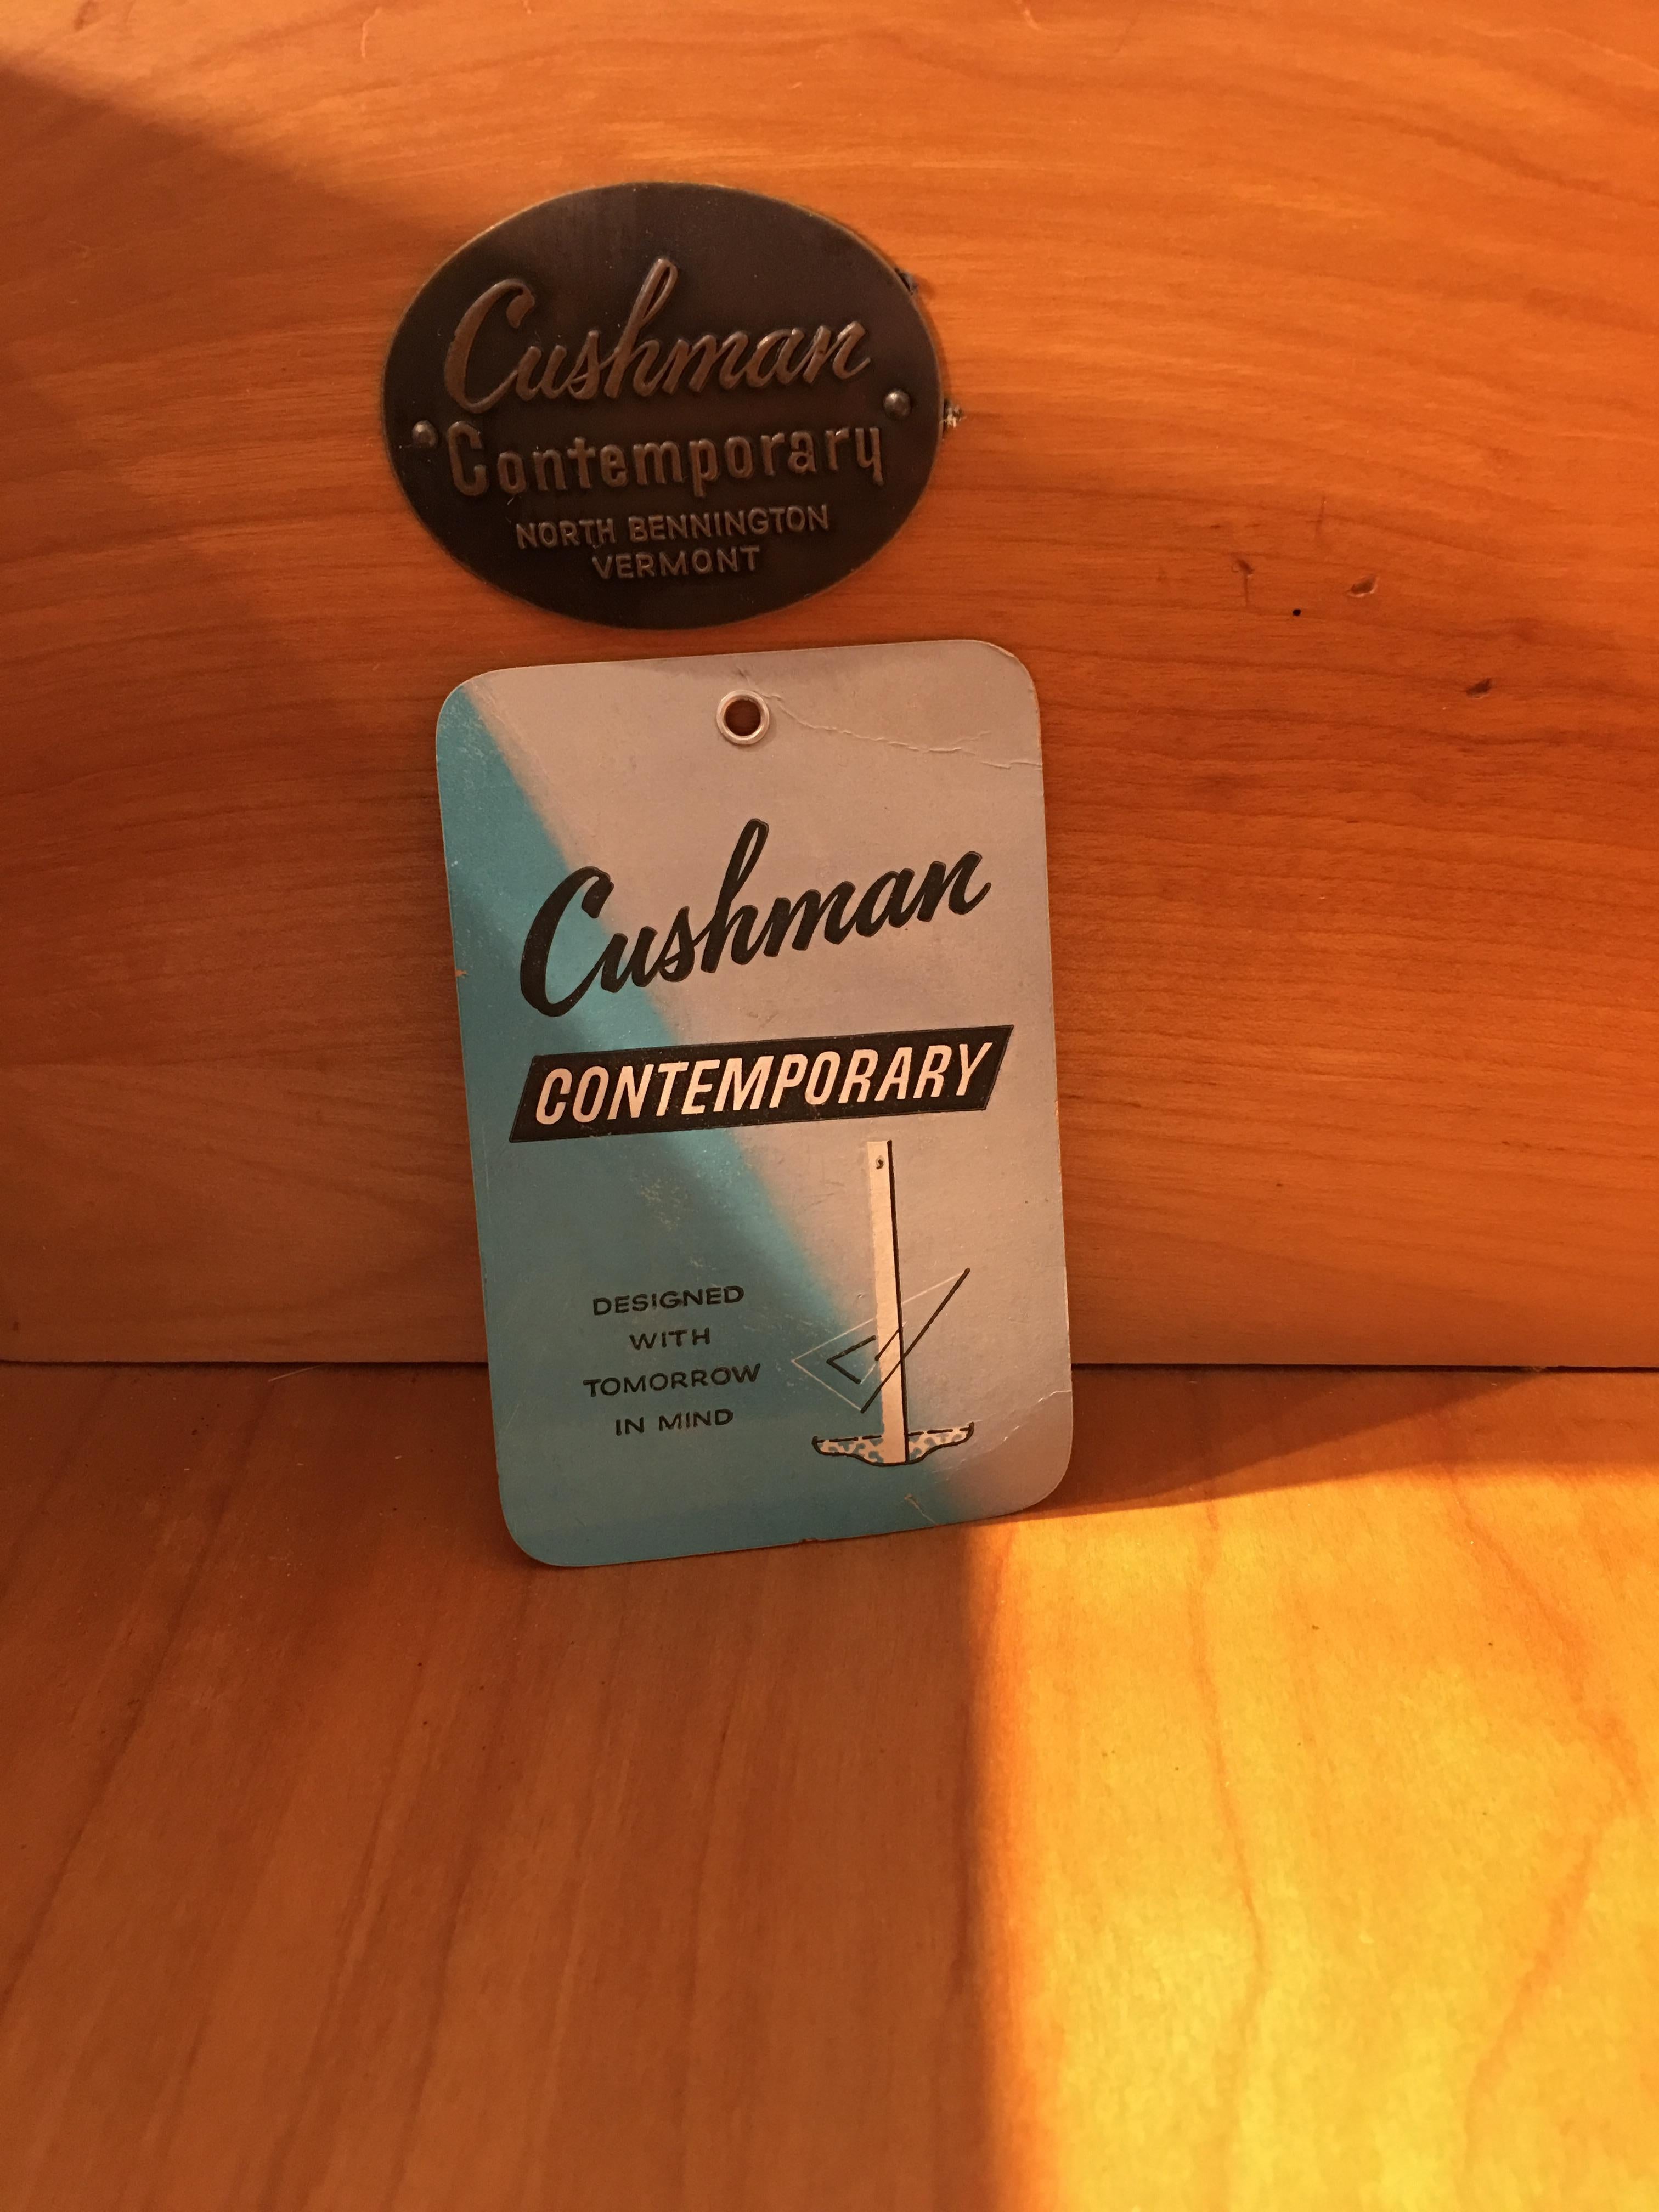 Cushman
Contemporary
NORTH BENNINGTON
VERMONT
Cushman
CONTEMPORARY
DESIGNED
WITH
TOMORROW
IN MIND